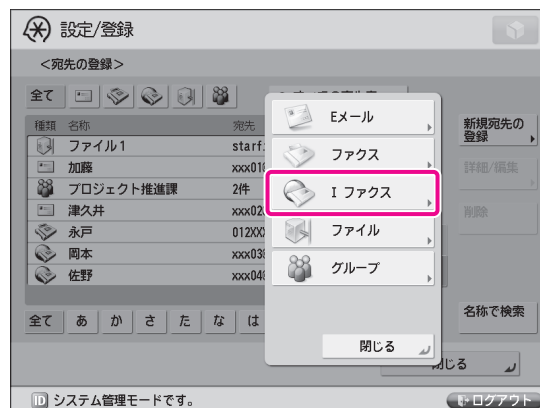 設定/登録
<宛先の登録>
全て
種類 名称 宛先
ファイル1 starf
加藤 xxx01
プロジェクト推進課 2件
津久井 xxx02
永戸 012XX
岡本 xxx03
佐野 xxx04
Eメール
ファクス
I ファクス
ファイル
グループ
閉じる
新規宛先の
登録
詳細/編集
削除
名称で検索
全て あ か さ た な は
閉じる
ID システム管理モードです。
ログアウト